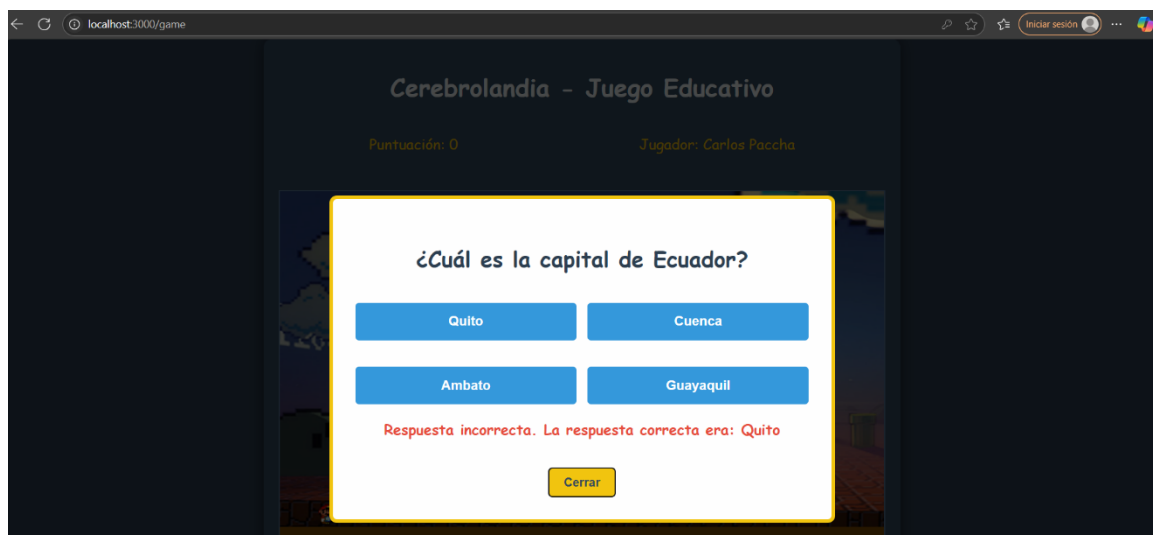 localhost:3000/game
Iniciar sesión
Cerebrolandia - Juego Educativo
Puntuación: 0
Jugador: Carlos Paccha
¿Cuál es la capital de Ecuador?
Quito
Cuenca
Ambato
Guayaquil
Respuesta incorrecta. La respuesta correcta era: Quito
Cerrar